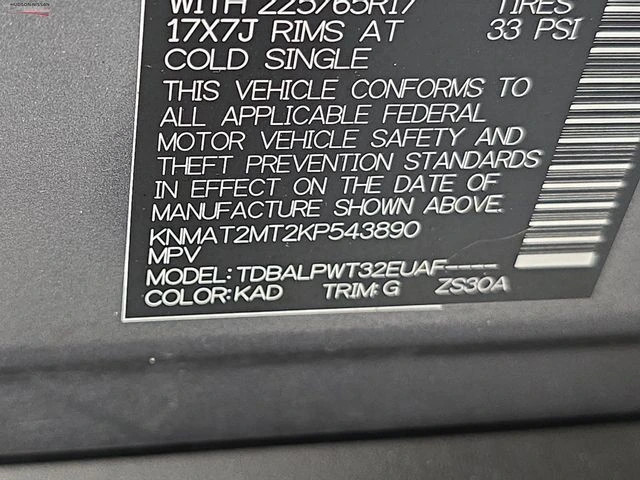 HUDSON NISSAN
WITH 225/65R17 TIRES
17X7J RIMS AT 33 PSI
COLD SINGLE
THIS VEHICLE CONFORMS TO
ALL APPLICABLE FEDERAL
MOTOR VEHICLE SAFETY AND
THEFT PREVENTION STANDARDS
IN EFFECT ON THE DATE OF
MANUFACTURE SHOWN ABOVE.
KNMAT2MT2KP543890
MPV
MODEL: TDBALPWT32EUAF----
COLOR: KAD TRIM: G ZS30A